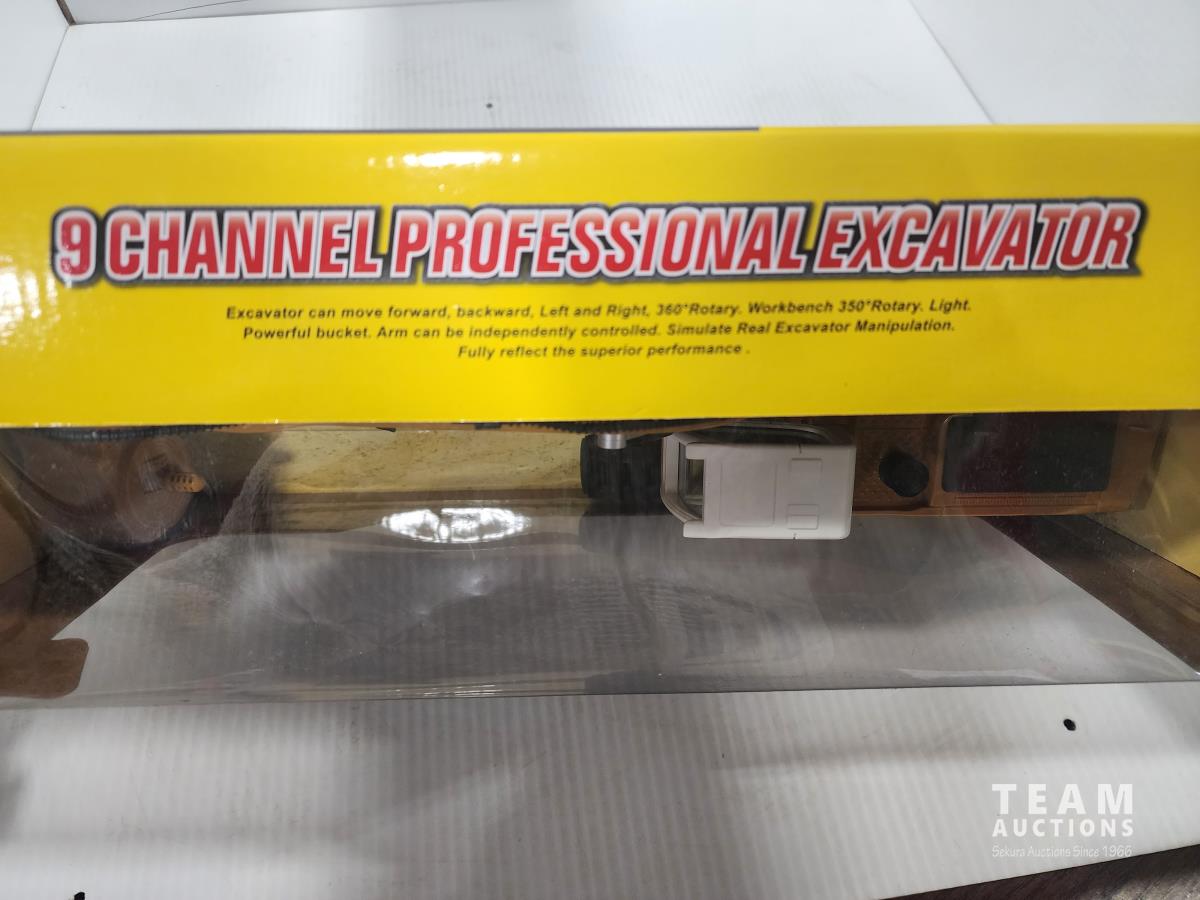 9 CHANNEL PROFESSIONAL EXCAVATOR
Excavator can move forward, backward, Left and Right, 360°Rotary. Workbench 350°Rotary. Light.
Powerful bucket. Arm can be independently controlled. Simulate Real Excavator Manipulation.
Fully reflect the superior performance .
TEAM
AUCTIONS
Sekura Auctions Since 1966